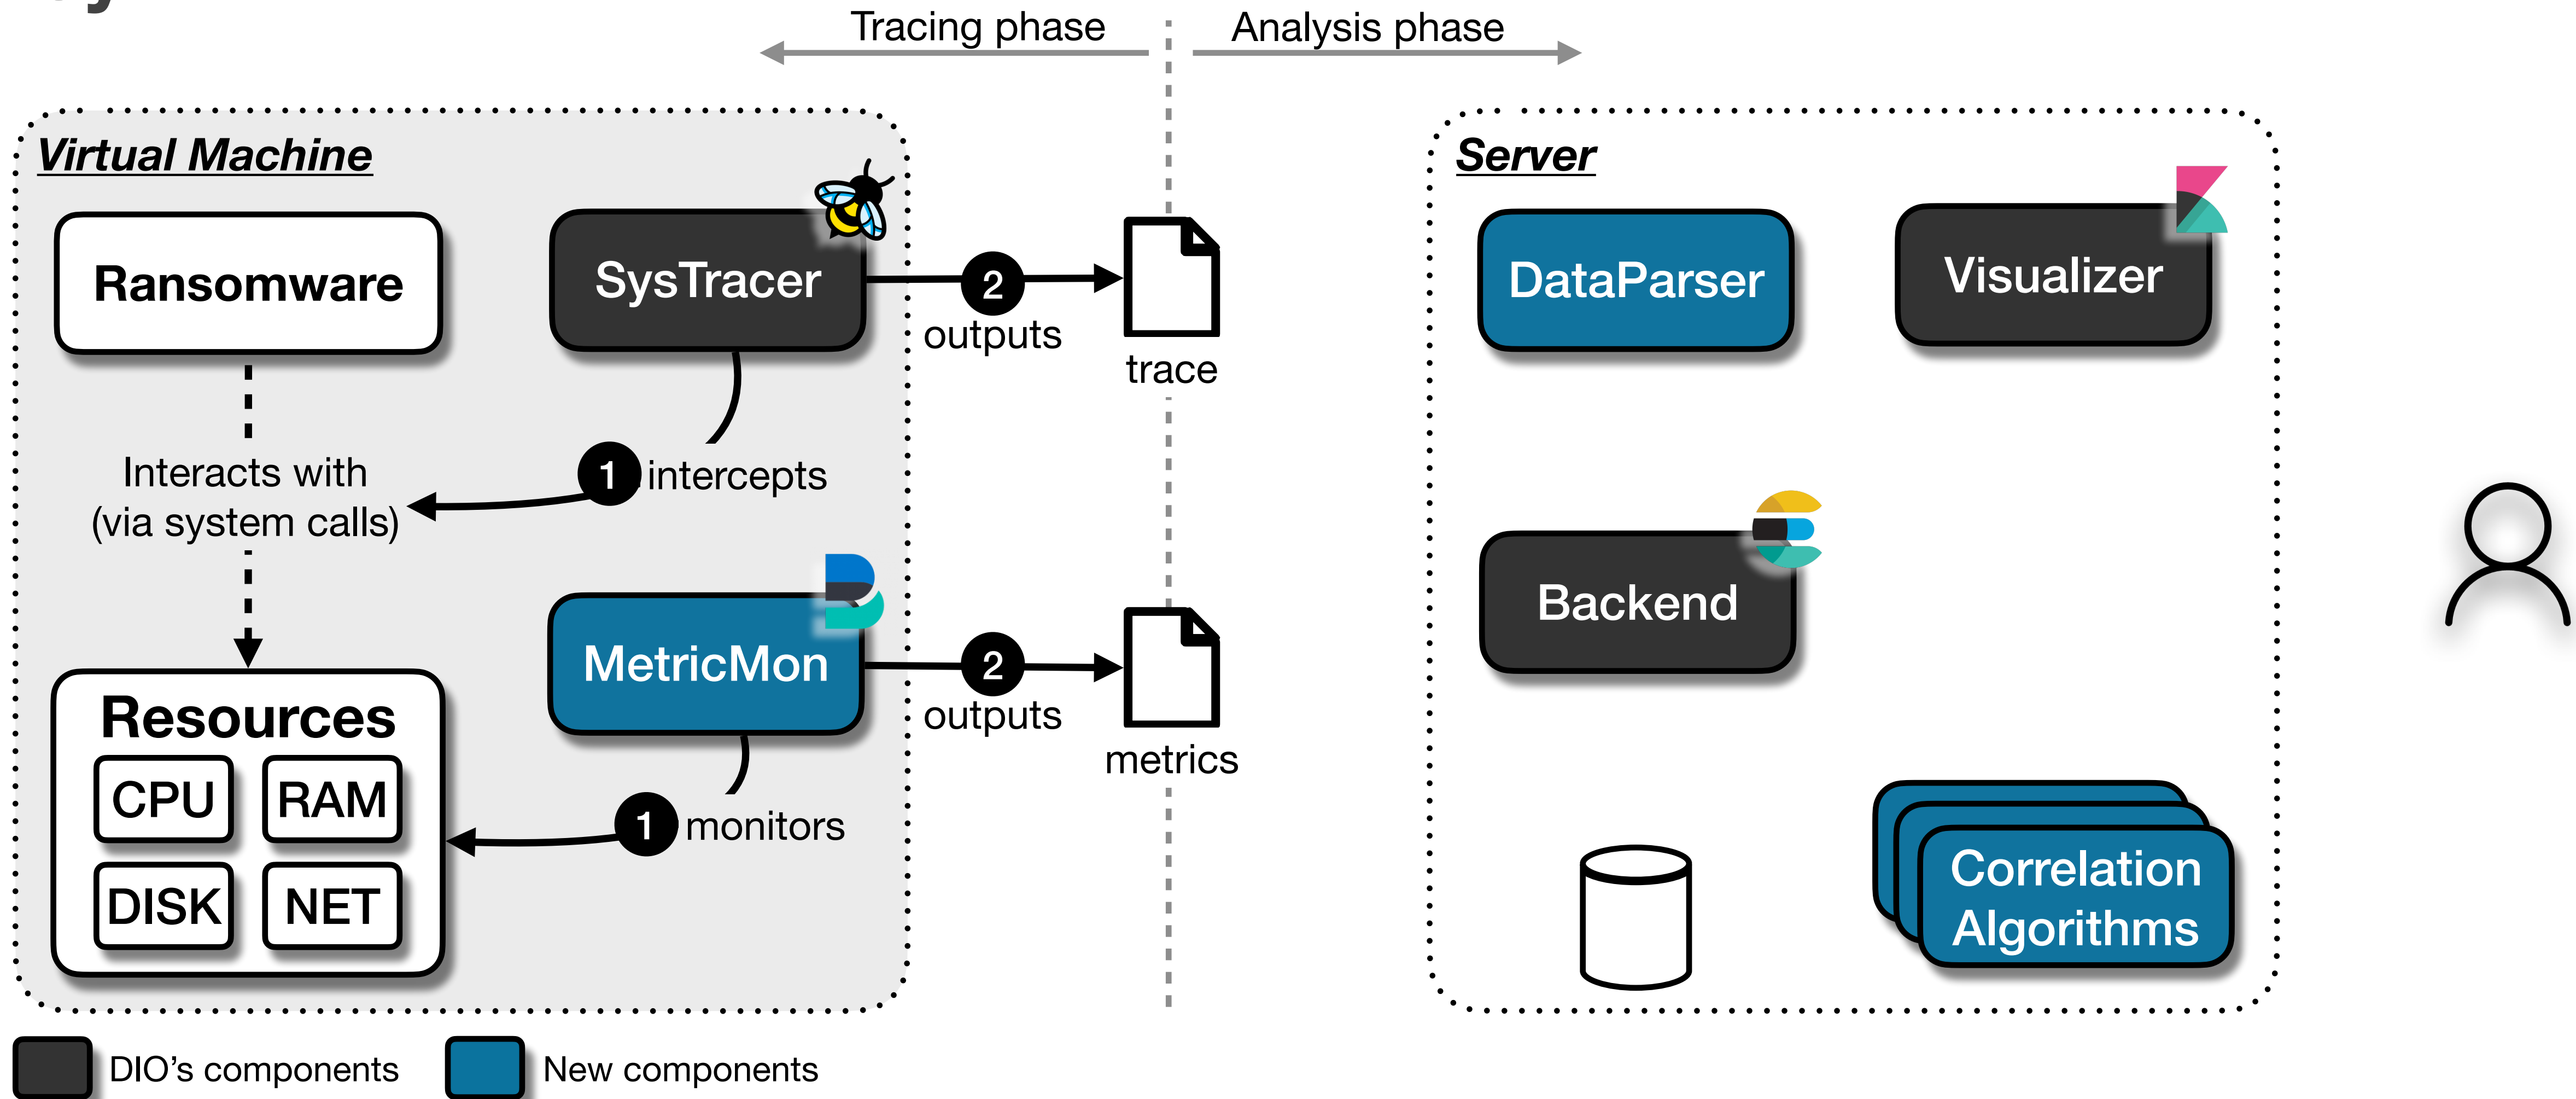 Tracing phase
Analysis phase
Virtual Machine
Ransomware
SysTracer
2
outputs
trace
Interacts with
(via system calls)
1 intercepts
MetricMon
2
outputs
metrics
Resources
CPU
RAM
DISK
NET
1 monitors
Server
DataParser
Visualizer
Backend
Correlation
Algorithms
DIO's components
New components